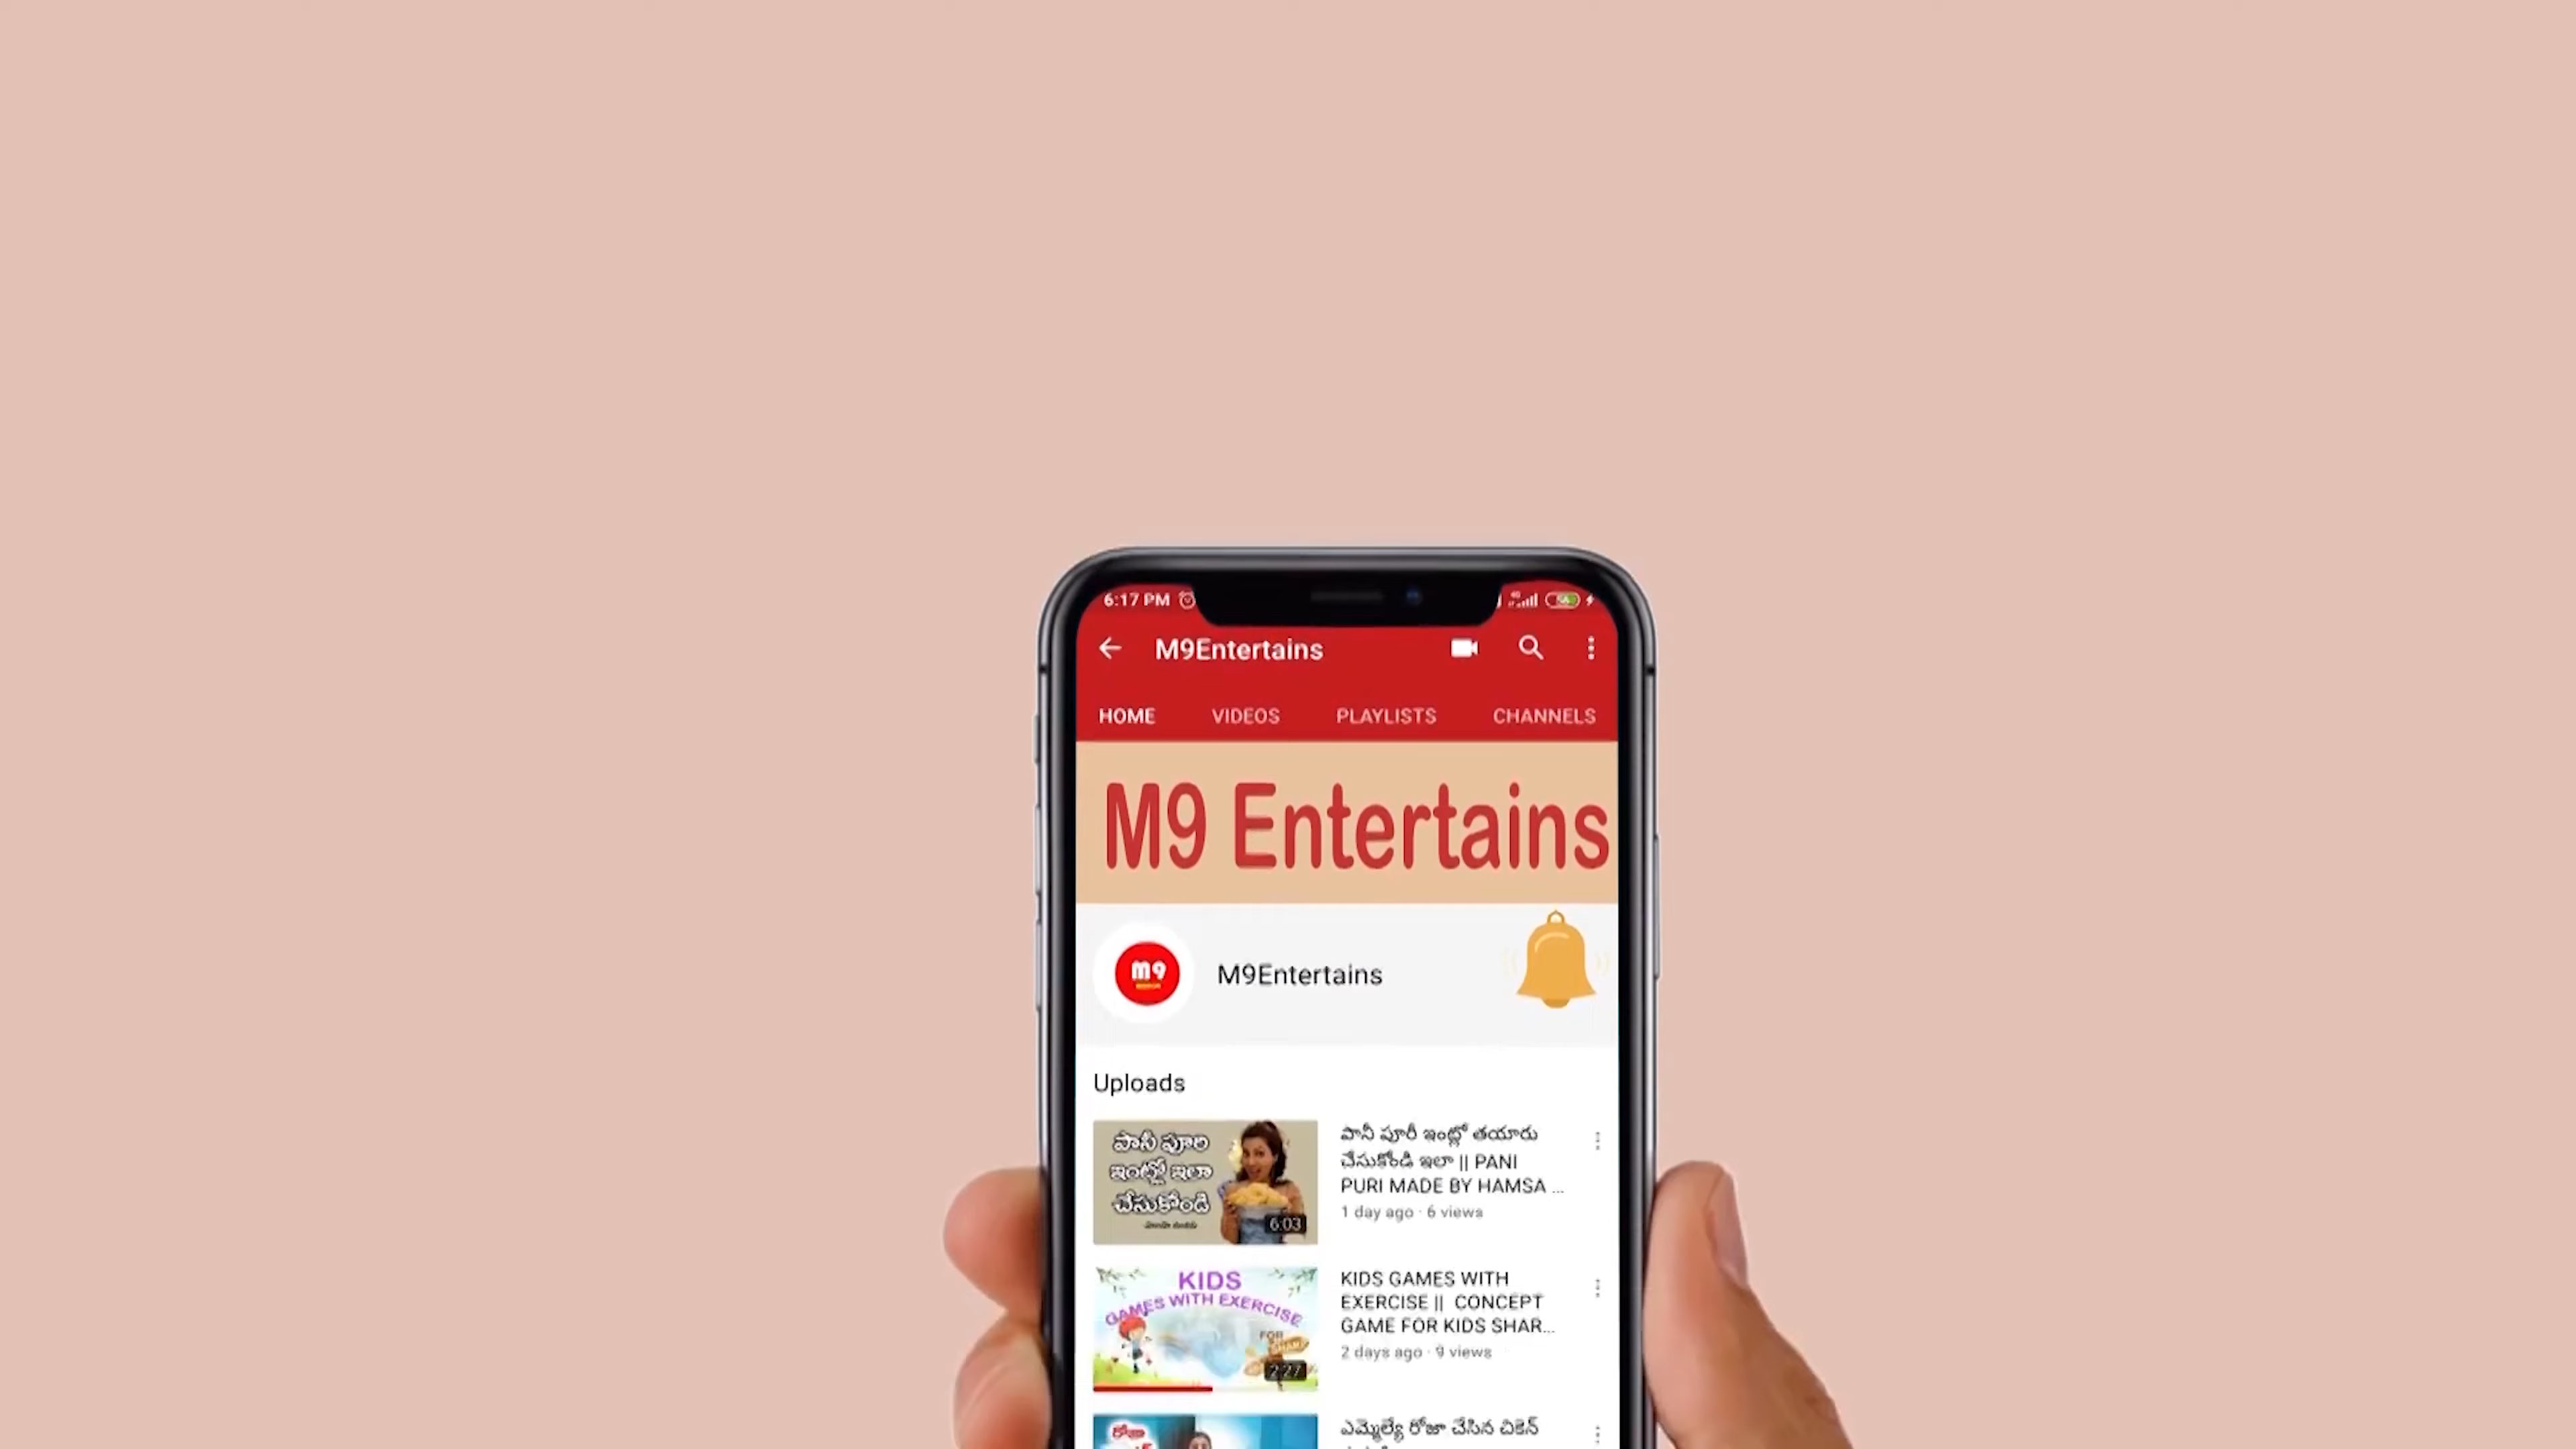 6:17 PM
M9Entertains
HOME VIDEOS PLAYLISTS CHANNELS
M9 Entertains
M9
M9Entertains
Uploads
పానీ పూరి
ఇంట్లో ఇలా
చేసుకోండి
6:03
పానీ పూరీ ఇంట్లో తయారు
చేసుకోండి ఇలా || PANI
PURI MADE BY HAMSA ...
1 day ago · 6 views
KIDS
GAMES WITH EXERCISE
FOR
2:27
KIDS GAMES WITH
EXERCISE || CONCEPT
GAME FOR KIDS SHAR...
2 days ago · 9 views
రోజా
ఎమ్మెల్యే రోజా చేసిన చికెన్